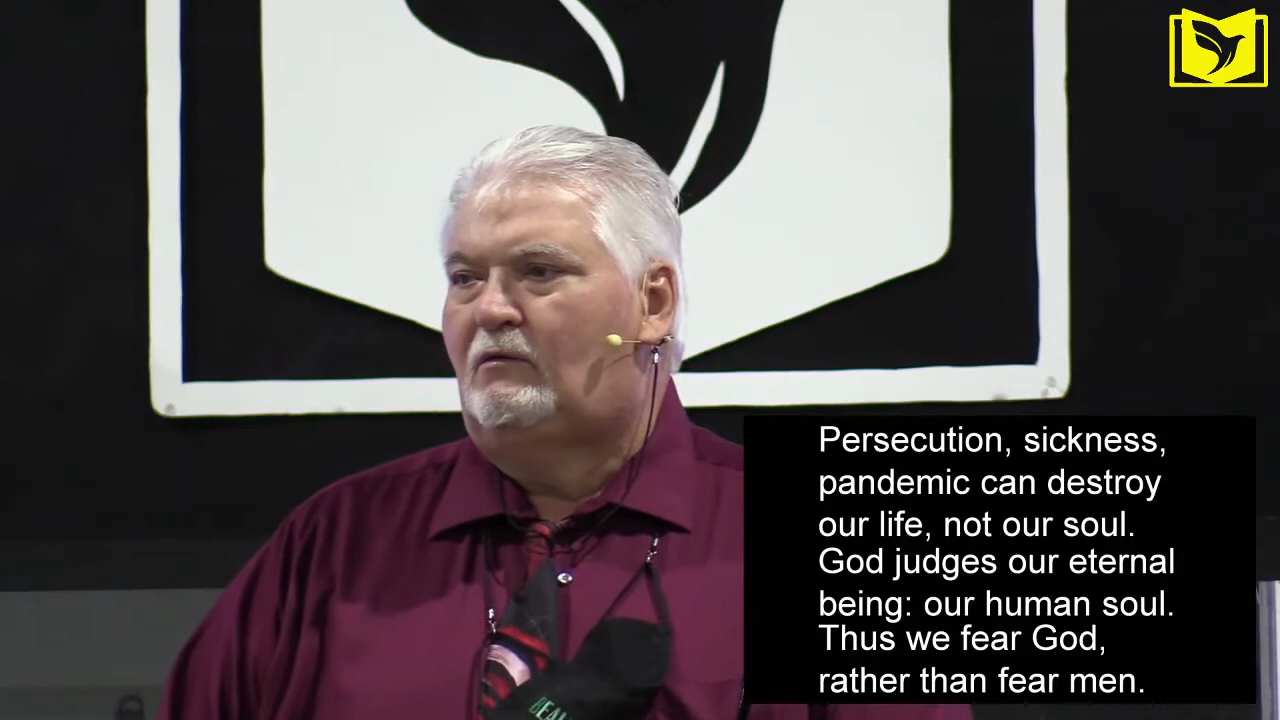 Persecution, sickness,
pandemic can destroy
our life, not our soul.
God judges our eternal
being: our human soul.
Thus we fear God,
rather than fear men.